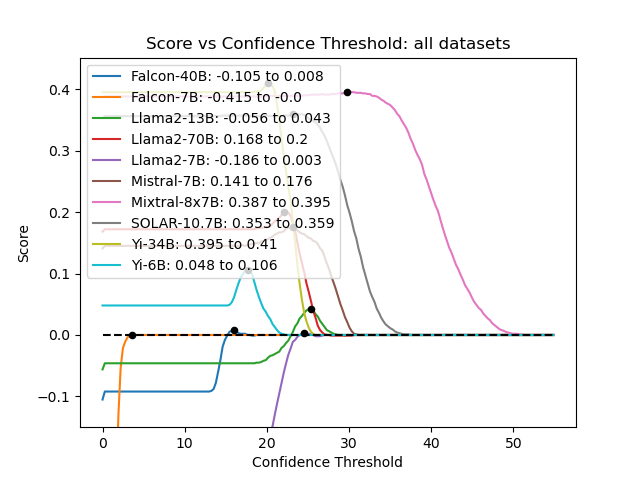 Score vs Confidence Threshold: all datasets
Falcon-40B: -0.105 to 0.008
Falcon-7B: -0.415 to -0.0
Llama2-13B: -0.056 to 0.043
Llama2-70B: 0.168 to 0.2
Llama2-7B: -0.186 to 0.003
Mistral-7B: 0.141 to 0.176
Mixtral-8x7B: 0.387 to 0.395
SOLAR-10.7B: 0.353 to 0.359
Yi-34B: 0.395 to 0.41
Yi-6B: 0.048 to 0.106
Score
0.4
0.3
0.2
0.1
0.0
−0.1
0 10 20 30 40 50
Confidence Threshold